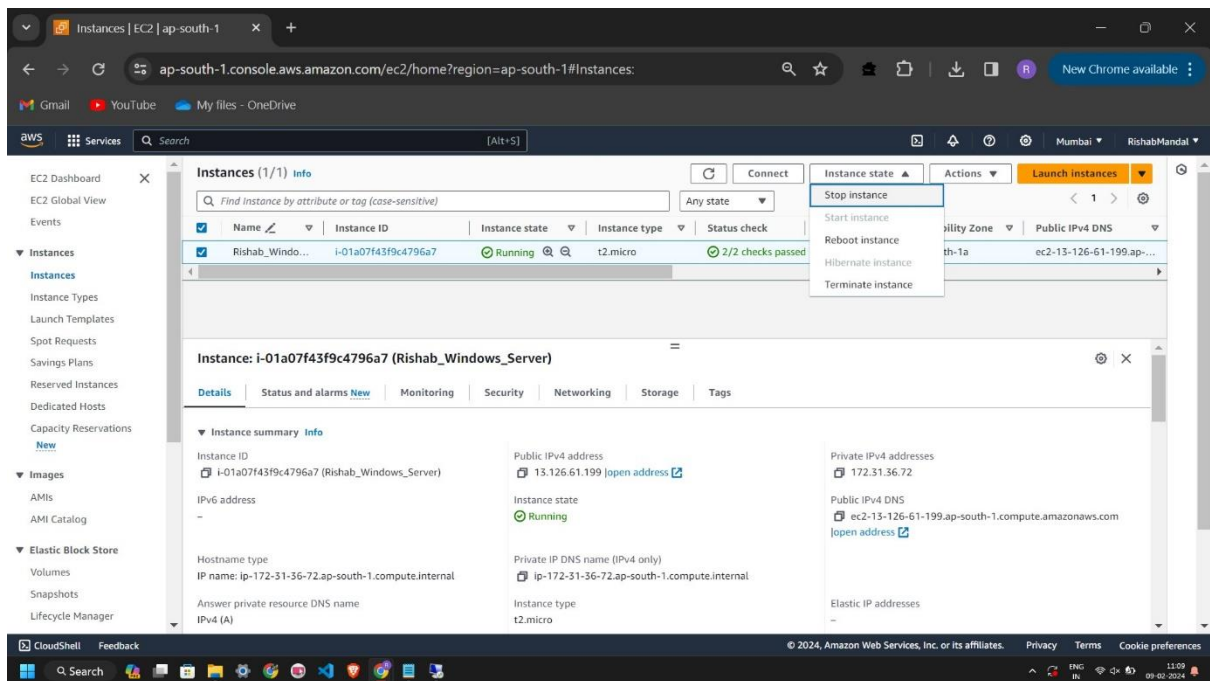 Instances | EC2 | ap-south-1
ap-south-1.console.aws.amazon.com/ec2/home?region=ap-south-1#Instances:
R
New Chrome available
Gmail YouTube My files - OneDrive
aws Services Search [Alt+S] Mumbai RishabMandal
EC2 Dashboard
EC2 Global View
Events
Instances
Instances
Instance Types
Launch Templates
Spot Requests
Savings Plans
Reserved Instances
Dedicated Hosts
Capacity Reservations
New
Images
AMIs
AMI Catalog
Elastic Block Store
Volumes
Snapshots
Lifecycle Manager
Instances (1/1) Info
Connect Instance state Actions Launch instances
Find Instance by attribute or tag (case-sensitive) Any state 1
Stop instance
Start instance
Reboot instance
Hibernate instance
Terminate instance
Name Instance ID Instance state Instance type Status check bility Zone Public IPv4 DNS
Rishab_Windo... i-01a07f43f9c4796a7 Running t2.micro 2/2 checks passed th-1a ec2-13-126-61-199.ap-...
Instance: i-01a07f43f9c4796a7 (Rishab_Windows_Server)
Details Status and alarms New Monitoring Security Networking Storage Tags
Instance summary Info
Instance ID
i-01a07f43f9c4796a7 (Rishab_Windows_Server)
Public IPv4 address
13.126.61.199 |open address
Private IPv4 addresses
172.31.36.72
IPv6 address
–
Instance state
Running
Public IPv4 DNS
ec2-13-126-61-199.ap-south-1.compute.amazonaws.com
|open address
Hostname type
IP name: ip-172-31-36-72.ap-south-1.compute.internal
Private IP DNS name (IPv4 only)
ip-172-31-36-72.ap-south-1.compute.internal
Answer private resource DNS name
IPv4 (A)
Instance type
t2.micro
Elastic IP addresses
–
CloudShell Feedback © 2024, Amazon Web Services, Inc. or its affiliates. Privacy Terms Cookie preferences
Search
ENG
IN
11:09
09-02-2024